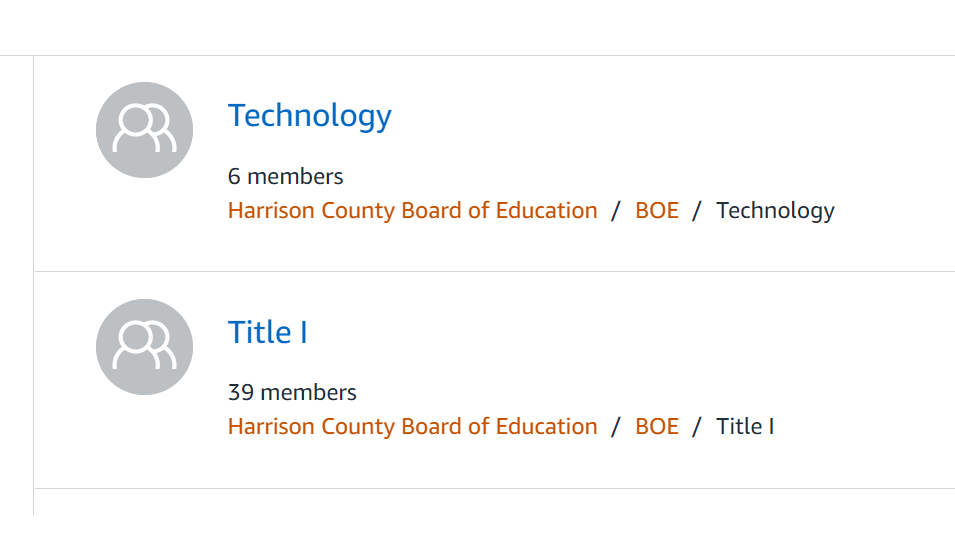 Technology
6 members
Harrison County Board of Education / BOE / Technology
Title I
39 members
Harrison County Board of Education / BOE / Title I